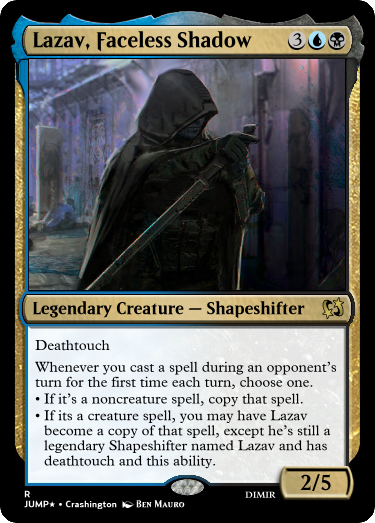 Lazav, Faceless Shadow 3
Legendary Creature — Shapeshifter
Deathtouch
Whenever you cast a spell during an opponent's
turn for the first time each turn, choose one.
• If it's a noncreature spell, copy that spell.
• If its a creature spell, you may have Lazav
become a copy of that spell, except he's still a
legendary Shapeshifter named Lazav and has
deathtouch and this ability.
2/5
R
JUMP★ • Crashington Ben Mauro
DIMIR